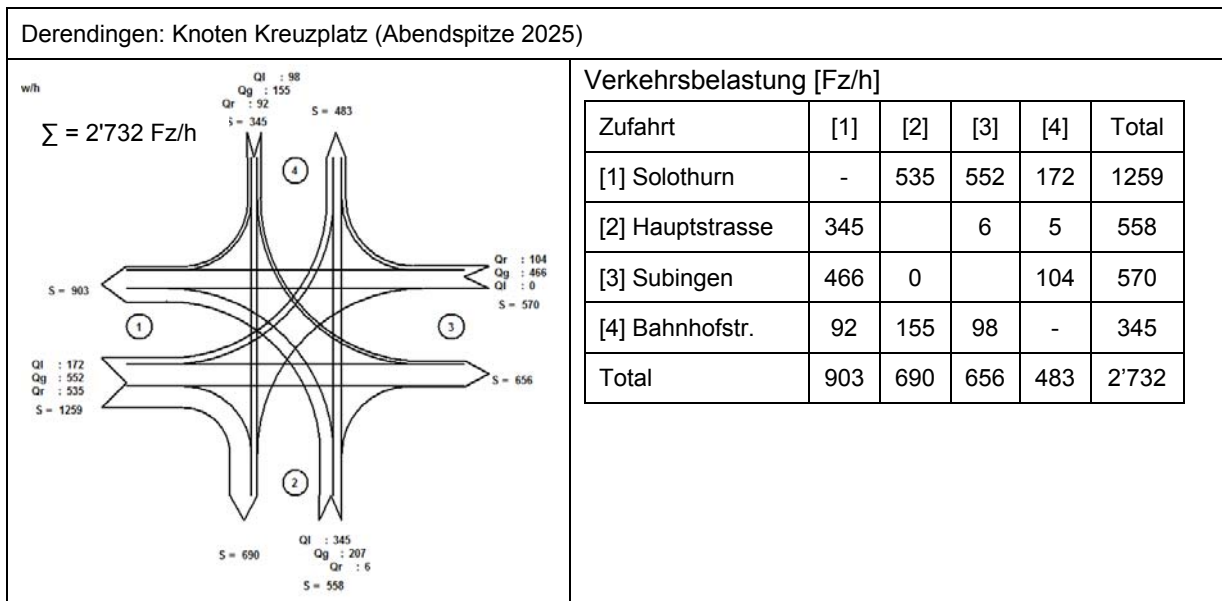 Derendingen: Knoten Kreuzplatz (Abendspitze 2025)
w/h
∑ = 2'732 Fz/h
Ql : 98
Qg : 155
Qr : 92
S = 345
S = 483
4
Qr : 104
Qg : 466
Ql : 0
S = 570
S = 903
1
3
Ql : 172
Qg : 552
Qr : 535
S = 1259
S = 656
2
S = 690
Ql : 345
Qg : 207
Qr : 6
S = 558
Verkehrsbelastung [Fz/h]
Zufahrt [1] [2] [3] [4] Total
[1] Solothurn - 535 552 172 1259
[2] Hauptstrasse 345 6 5 558
[3] Subingen 466 0 104 570
[4] Bahnhofstr. 92 155 98 - 345
Total 903 690 656 483 2’732